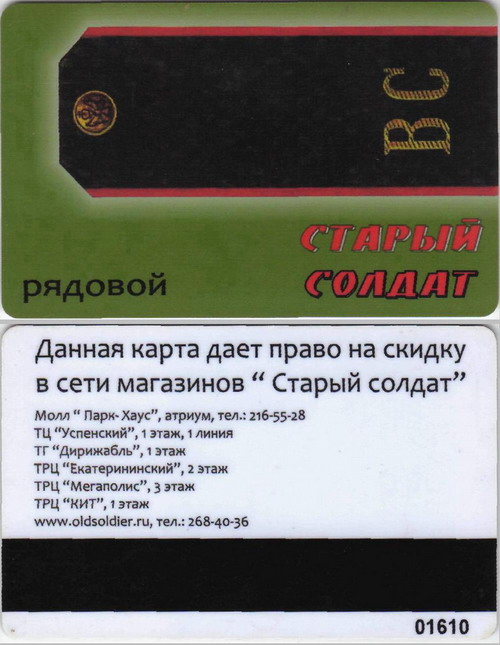 ВС
СТАРЫЙ
СОЛДАТ
рядовой
Данная карта дает право на скидку
в сети магазинов “ Старый солдат”
Молл “ Парк-Хаус”, атриум, тел.: 216-55-28
ТЦ "Успенский", 1 этаж, 1 линия
ТГ "Дирижабль", 1 этаж
ТРЦ "Екатерининский", 2 этаж
ТРЦ "Мегаполис", 3 этаж
ТРЦ "КИТ", 1 этаж
www.oldsoldier.ru, тел.: 268-40-36
01610